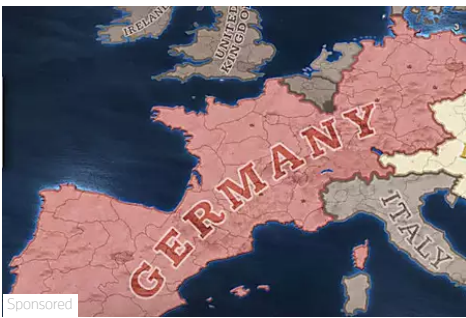 IRELAND
UNITED
KINGDOM
GERMANY
ITALY
Sponsored